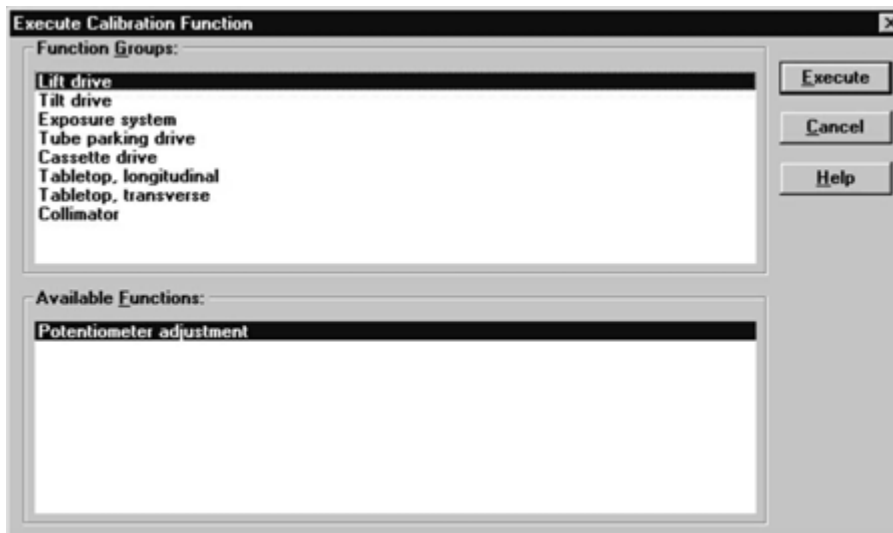 Execute Calibration Function
Function Groups:
Lift drive
Tilt drive
Exposure system
Tube parking drive
Cassette drive
Tabletop, longitudinal
Tabletop, transverse
Collimator
Execute
Cancel
Help
Available Functions:
Potentiometer adjustment